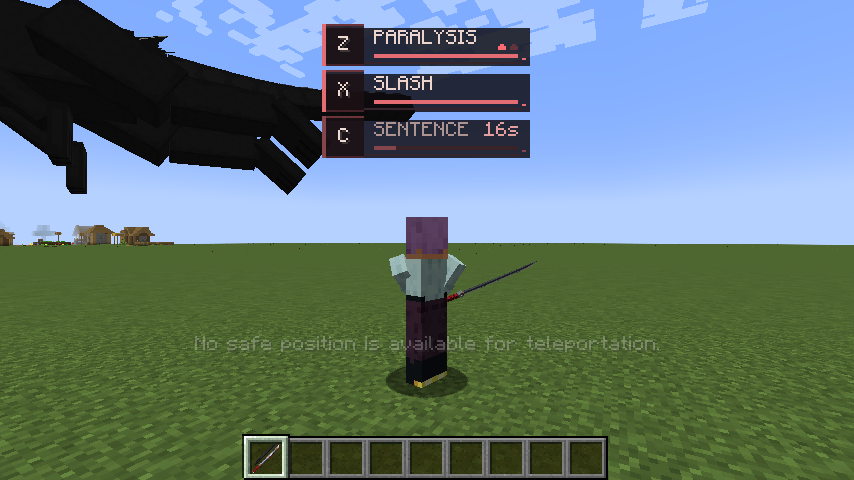 Z PARALYSIS
X SLASH
C SENTENCE 16s
No safe position is available for teleportation.